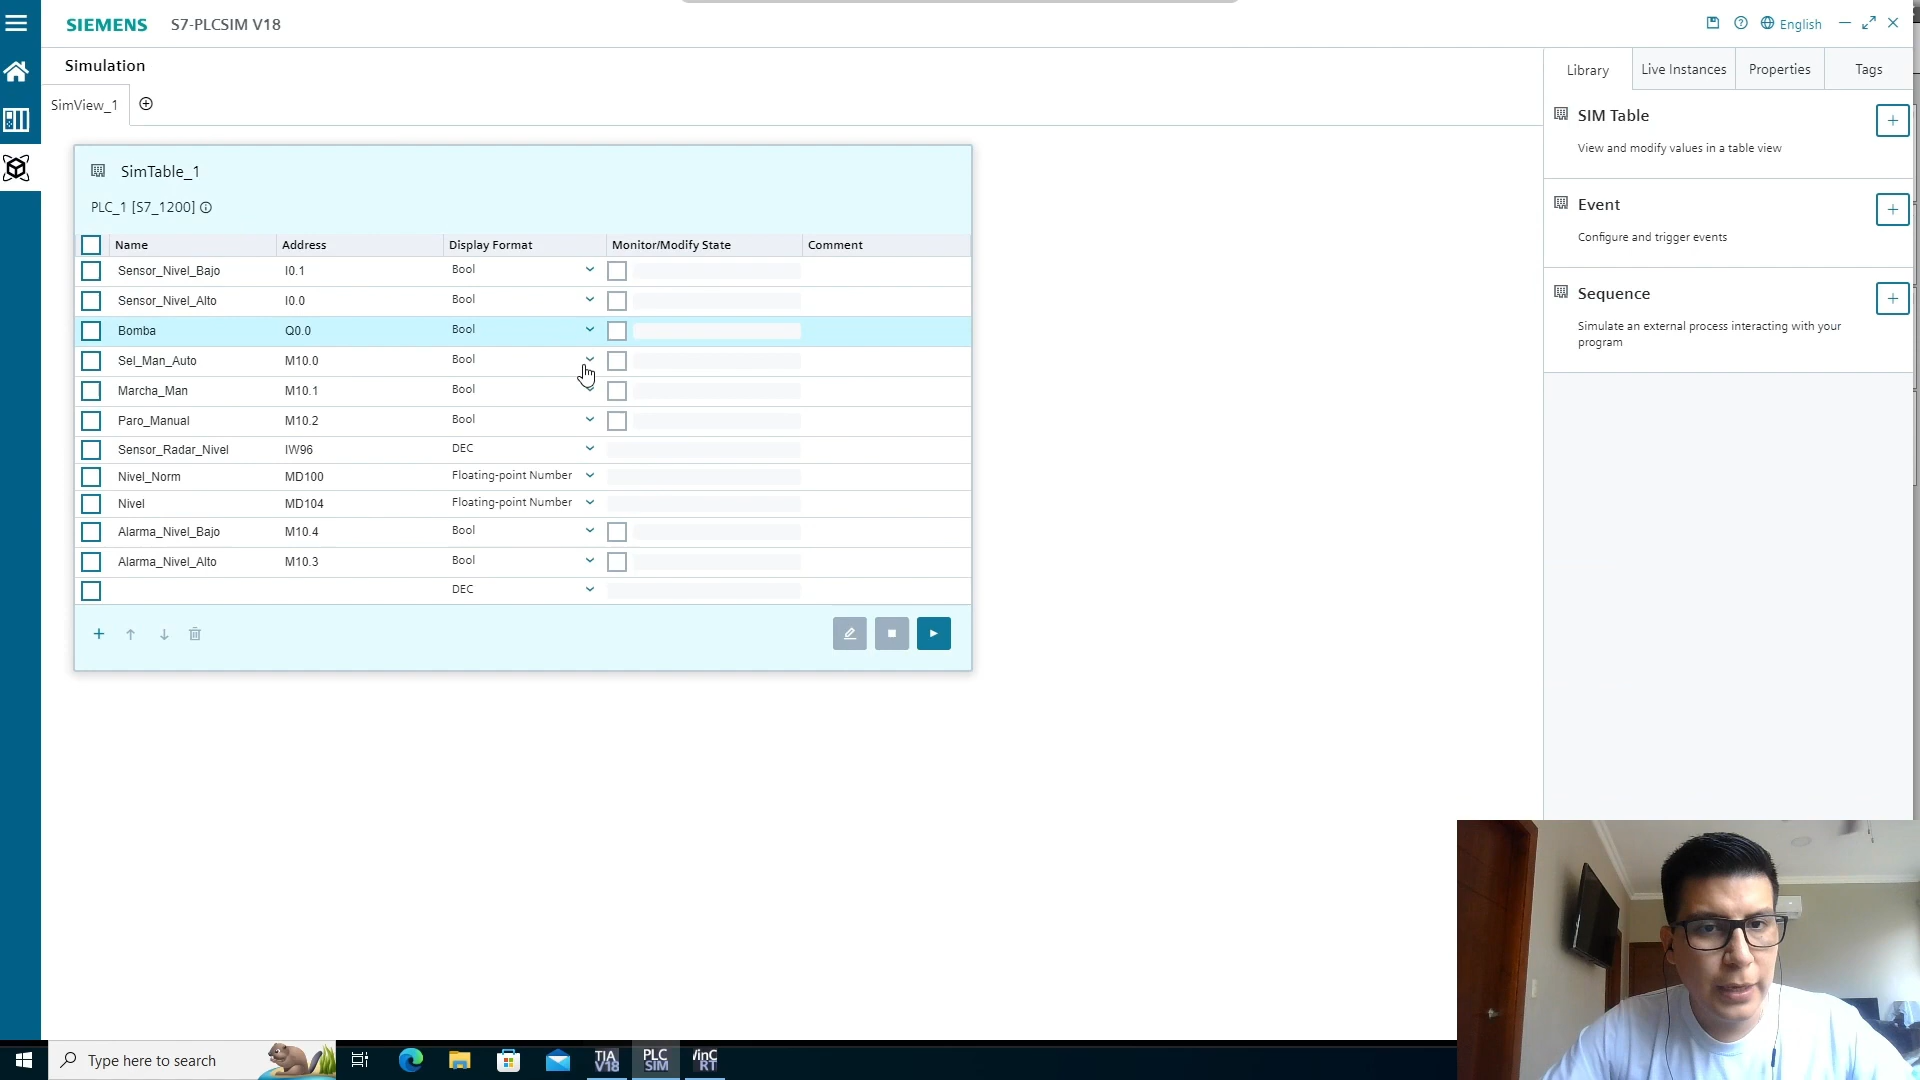 SIEMENS S7-PLCSIM V18 English
Simulation
SimView_1
SimTable_1
PLC_1 [S7_1200]
Name Address Display Format Monitor/Modify State Comment
Sensor_Nivel_Bajo I0.1 Bool
Sensor_Nivel_Alto I0.0 Bool
Bomba Q0.0 Bool
Sel_Man_Auto M10.0 Bool
Marcha_Man M10.1 Bool
Paro_Manual M10.2 Bool
Sensor_Radar_Nivel IW96 DEC
Nivel_Norm MD100 Floating-point Number
Nivel MD104 Floating-point Number
Alarma_Nivel_Bajo M10.4 Bool
Alarma_Nivel_Alto M10.3 Bool
DEC
Library Live Instances Properties Tags
SIM Table
View and modify values in a table view
Event
Configure and trigger events
Sequence
Simulate an external process interacting with your
program
Type here to search
TIA
V18
PLC
SIM
WinC
RT